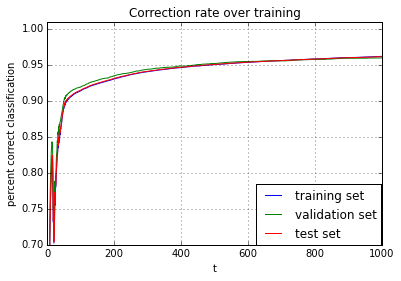 Correction rate over training
percent correct classification
1.00
0.95
0.90
0.85
0.80
0.75
0.70
training set
validation set
test set
0
200
400
600
800
1000
t